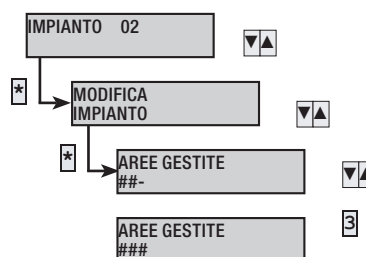 IMPIANTO 02
▼▲
*
MODIFICA
IMPIANTO
▼▲
*
AREE GESTITE
##-
▼▲
3
AREE GESTITE
###